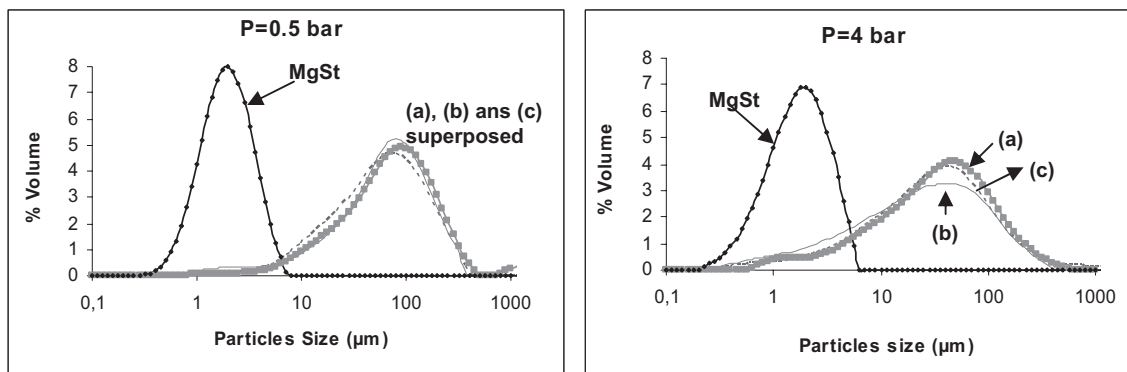 P=0.5 bar
8
7
6
5
4
3
2
1
0
% Volume
MgSt
(a), (b) ans (c)
superposed
0,1 1 10 100 1000
Particles Size (µm)
P=4 bar
8
7
6
5
4
3
2
1
0
% Volume
MgSt
(a)
(c)
(b)
0,1 1 10 100 1000
Particles size (µm)